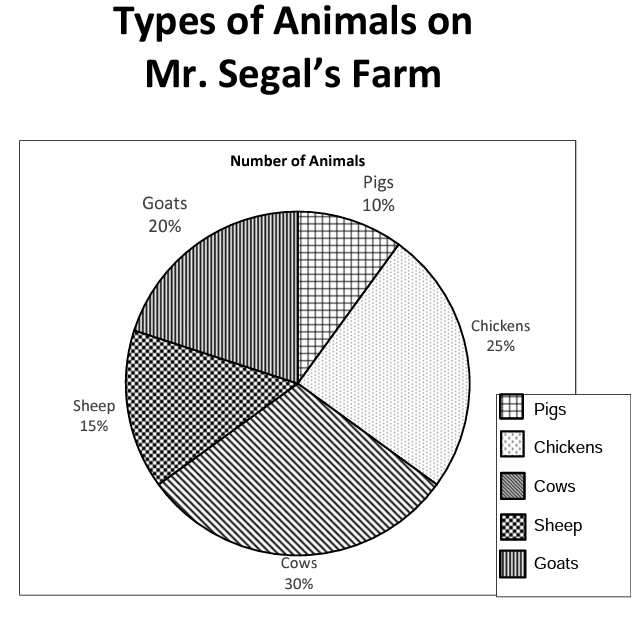 Types of Animals on
Mr. Segal’s Farm
Number of Animals
Pigs
10%
Goats
20%
Chickens
25%
Sheep
15%
Cows
30%
Pigs
Chickens
Cows
Sheep
Goats